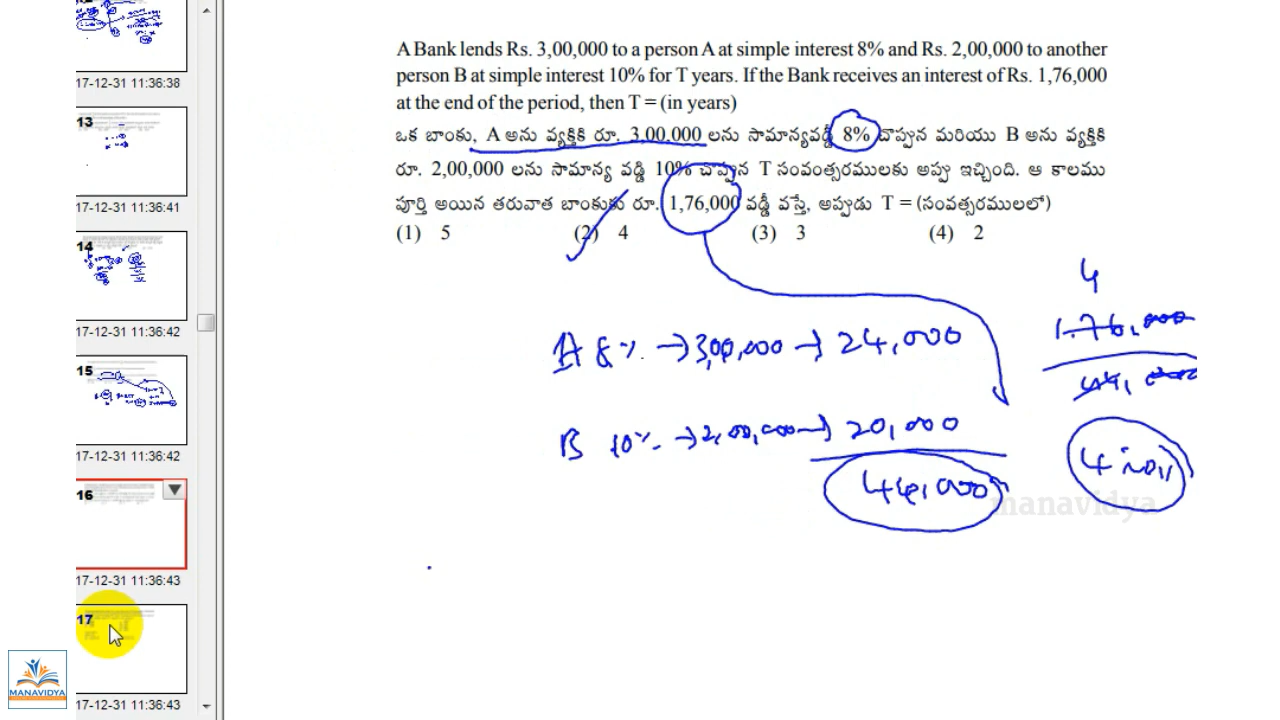 17-12-31 11:36:38
13
17-12-31 11:36:41
14
17-12-31 11:36:42
15
17-12-31 11:36:42
16
17-12-31 11:36:43
17
17-12-31 11:36:43
MANAVIDYA
A Bank lends Rs. 3,00,000 to a person A at simple interest 8% and Rs. 2,00,000 to another
person B at simple interest 10% for T years. If the Bank receives an interest of Rs. 1,76,000
at the end of the period, then T = (in years)
ఒక బాంకు, A అను వ్యక్తికి రూ. 3,00,000 లను సామాన్యవడ్డీ 8% చొప్పున మరియు B అను వ్యక్తికి
రూ. 2,00,000 లను సామాన్య వడ్డి 10% చొప్పున T సంవంత్సరములకు అప్పు ఇచ్చింది. ఆ కాలము
పూర్తి అయిన తరువాత బాంకుకు రూ. 1,76,000 వడ్డీ వస్తే, అప్పుడు T = (సంవత్సరములలో)
(1) 5 (2) 4 (3) 3 (4) 2
4
1,76,000
44,000
A 8% → 3,00,000 → 24,000
B 10% → 2,00,000 → 20,000
44,000
4
manavidya